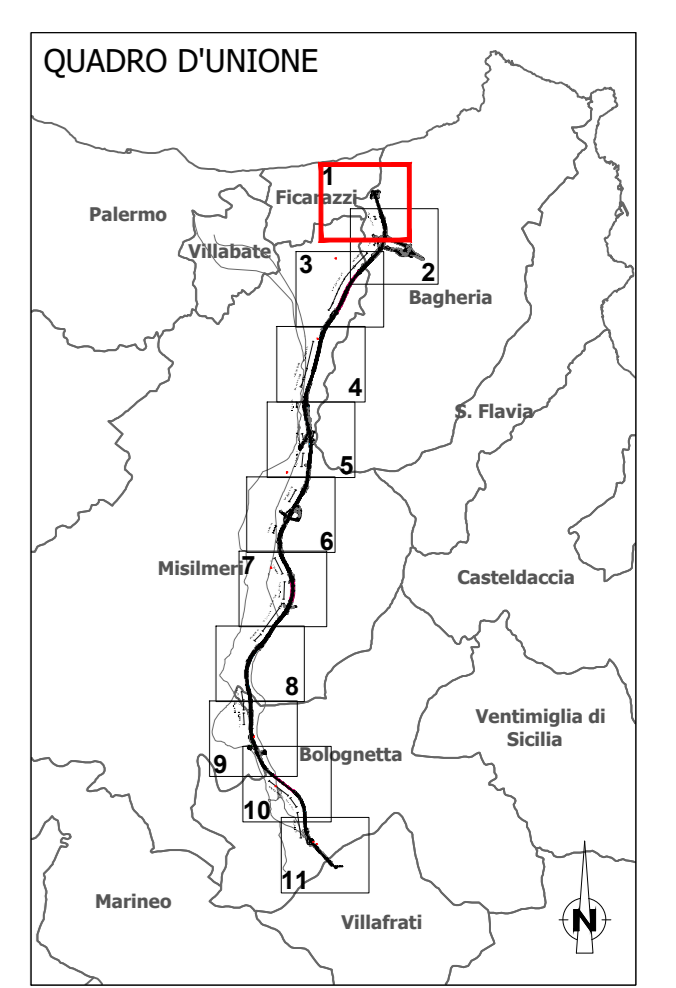 QUADRO D'UNIONE
1
Ficarazzi
Palermo
Villabate
3
2
Bagheria
4
S. Flavia
5
6
7
Misilmeri
Casteldaccia
8
Ventimiglia di
Sicilia
9
Bolognetta
10
11
Marineo
Villafrati
N